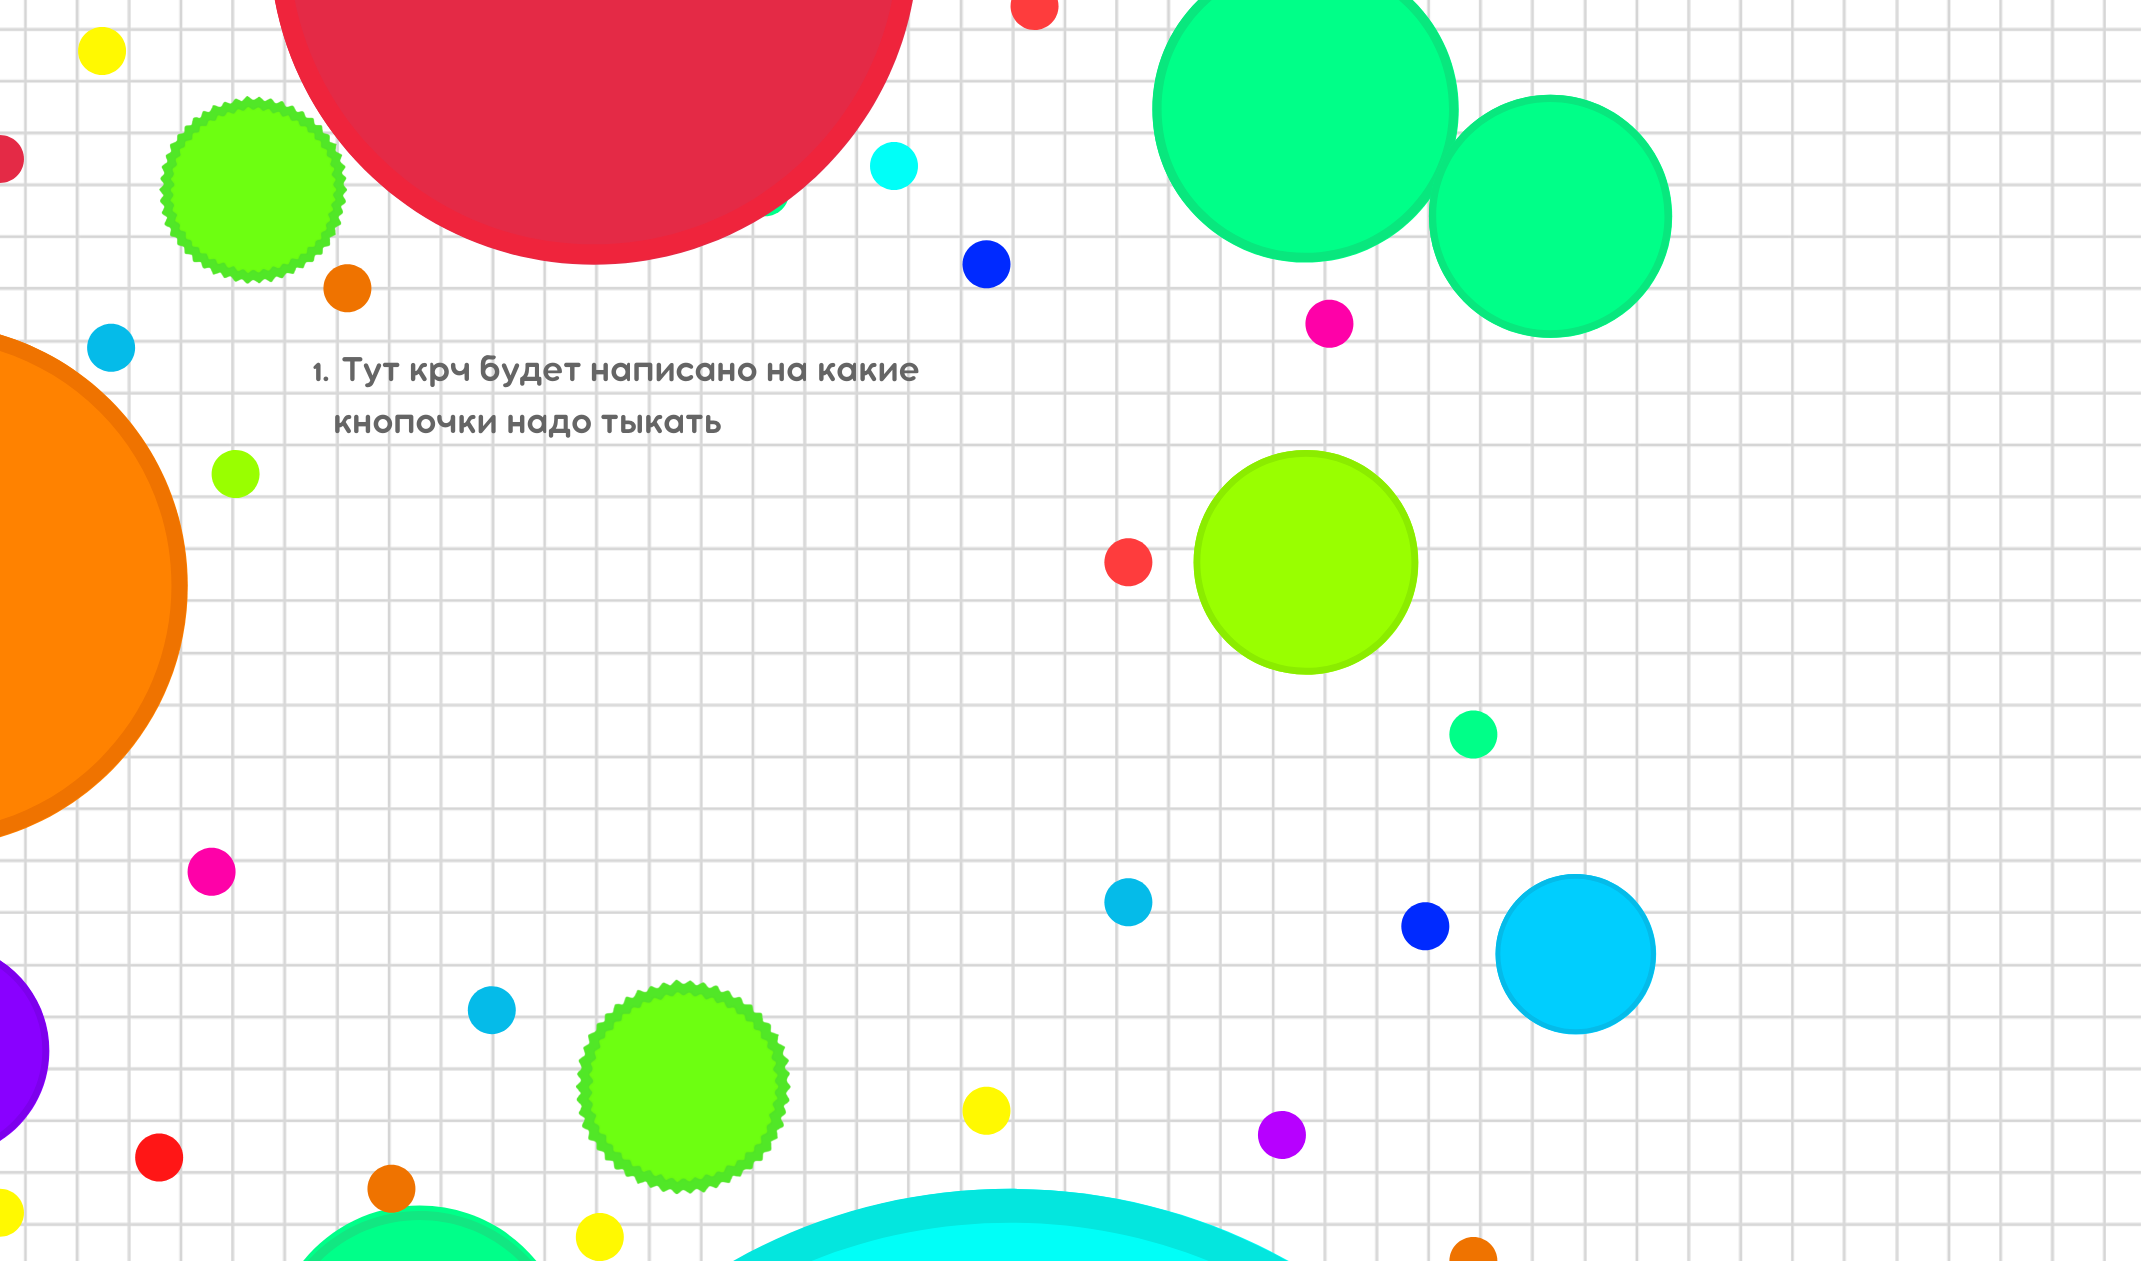 1. Тут крч будет написано на какие
кнопочки надо тыкать